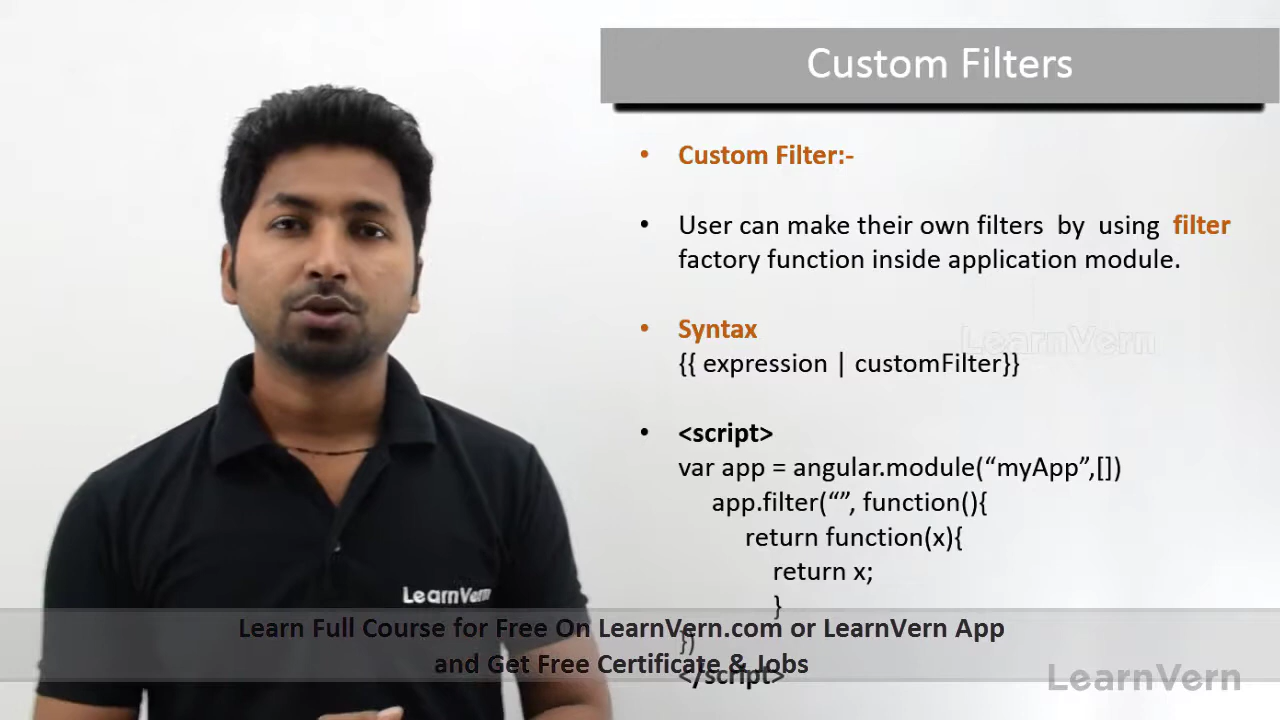 Custom Filters
• Custom Filter:-
• User can make their own filters by using filter
factory function inside application module.
• Syntax
{{ expression | customFilter}}
LearnVern
• <script>
var app = angular.module(“myApp”,[])
app.filter(“”, function(){
return function(x){
return x;
}
})
</script>
LearnVern
Learn Full Course for Free On LearnVern.com or LearnVern App
and Get Free Certificate & Jobs
LearnVern